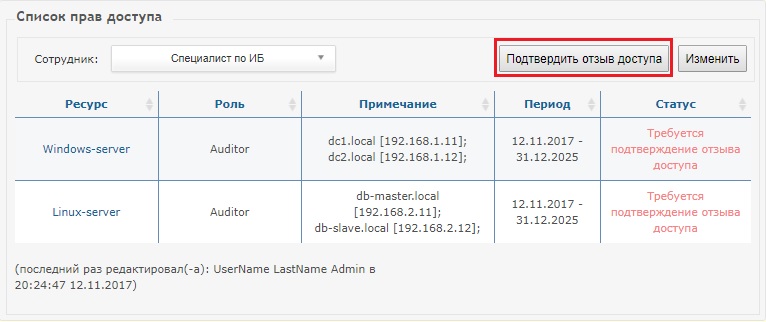 Список прав доступа
Сотрудник: Специалист по ИБ Подтвердить отзыв доступа Изменить
Ресурс Роль Примечание Период Статус
Windows-server Auditor dc1.local [192.168.1.11]; dc2.local [192.168.1.12]; 12.11.2017 - 31.12.2025 Требуется подтверждение отзыва доступа
Linux-server Auditor db-master.local [192.168.2.11]; db-slave.local [192.168.2.12]; 12.11.2017 - 31.12.2025 Требуется подтверждение отзыва доступа
(последний раз редактировал(-а): UserName LastName Admin в
20:24:47 12.11.2017)